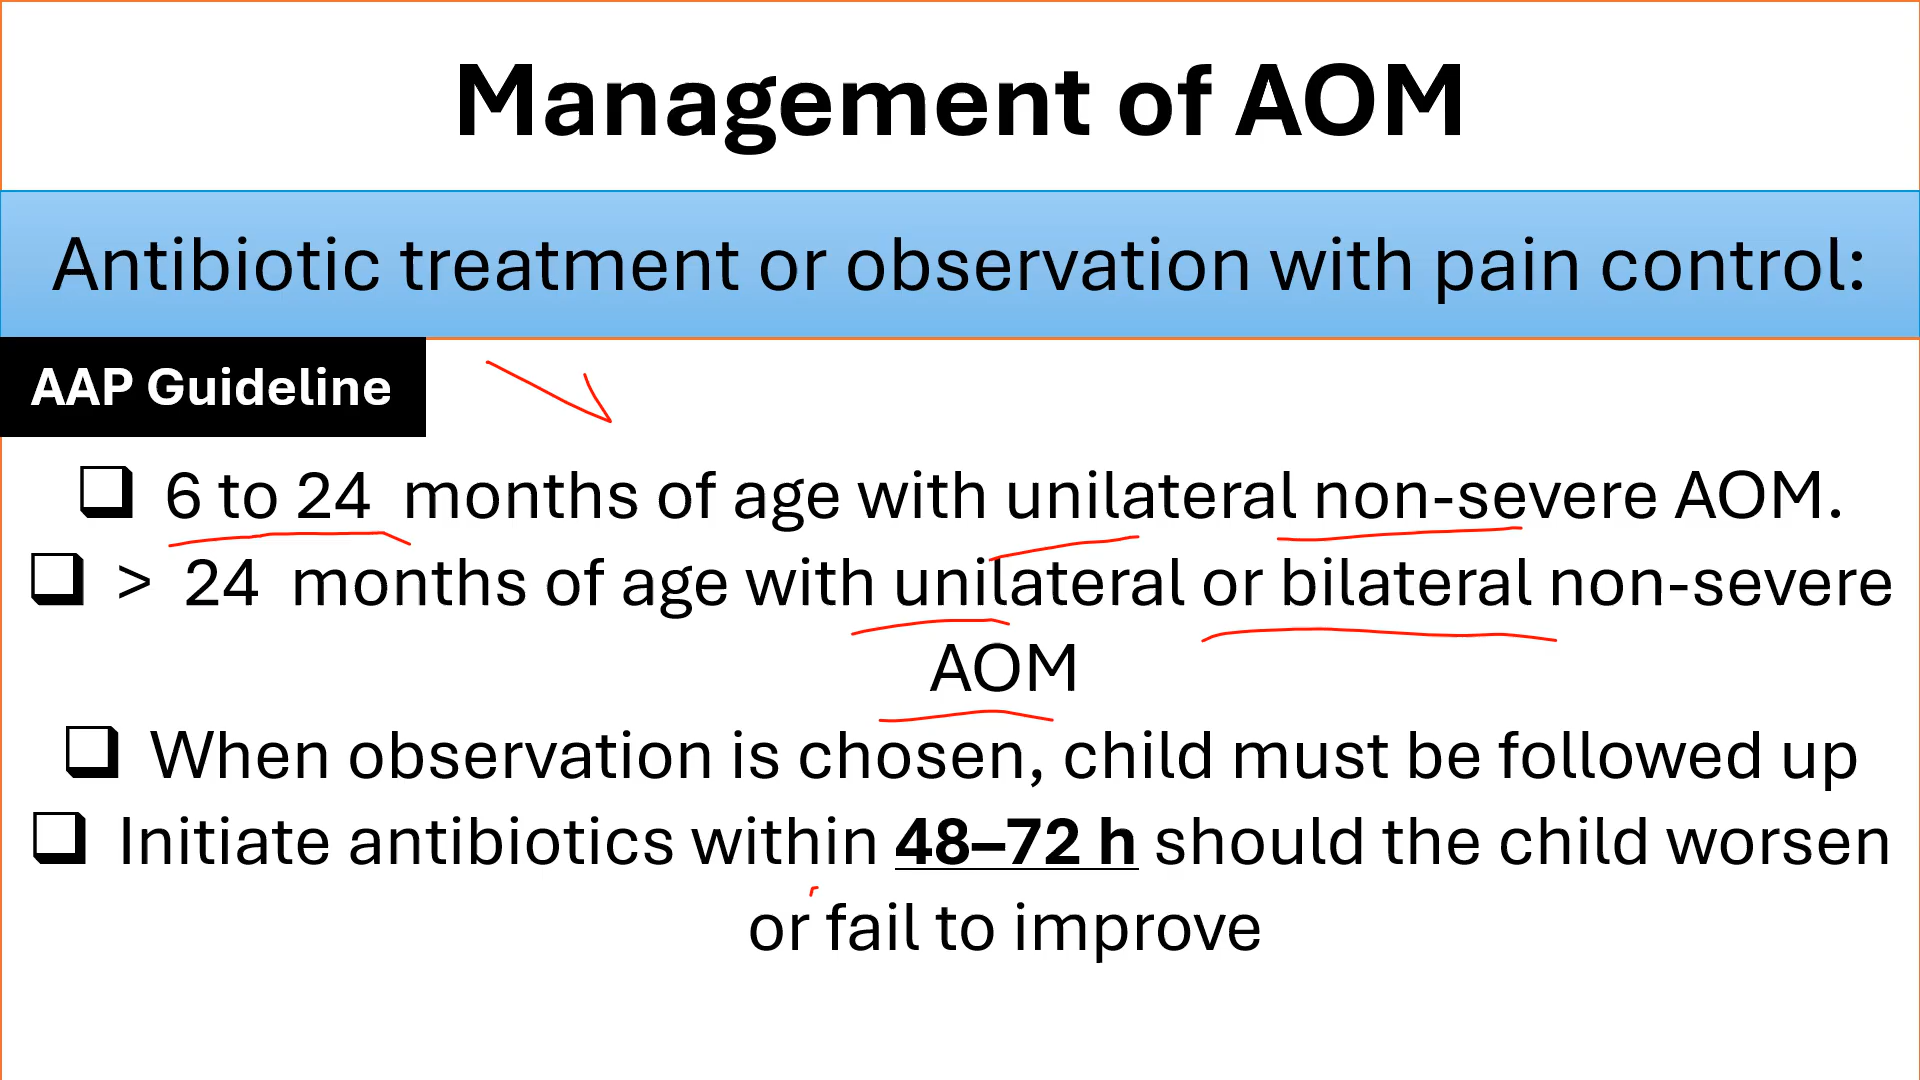 Management of AOM
Antibiotic treatment or observation with pain control:
AAP Guideline
❑ 6 to 24 months of age with unilateral non-severe AOM.
❑ > 24 months of age with unilateral or bilateral non-severe
AOM
❑ When observation is chosen, child must be followed up
❑ Initiate antibiotics within 48–72 h should the child worsen
or fail to improve